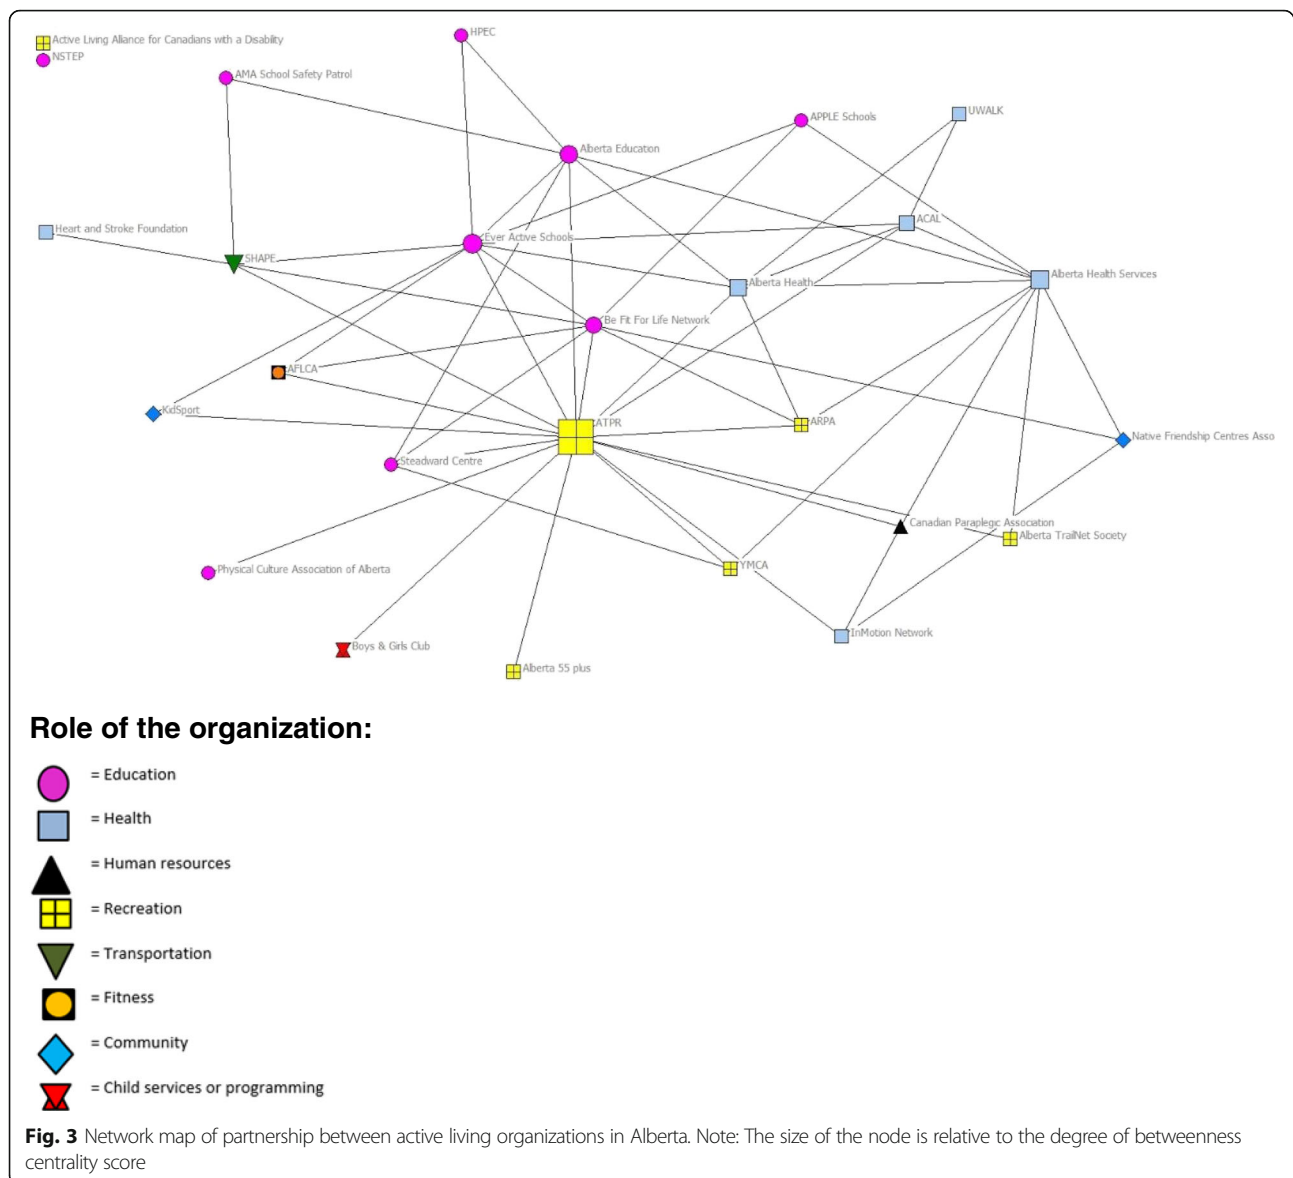 HPEC
Active Living Alliance for Canadians with a Disability
NSTEP
AMA School Safety Patrol
UWALK
APPLE Schools
Alberta Education
ACAL
Heart and Stroke Foundation
Ever Active Schools
SHAPE
Alberta Health Services
Alberta Health
Be Fit For Life Network
AFLCA
KidSport
ATPR
ARPA
Native Friendship Centres Asso
Steadward Centre
Canadian Paraplegic Association
Alberta TrailNet Society
YMCA
Physical Culture Association of Alberta
InMotion Network
Boys & Girls Club
Alberta 55 plus
Role of the organization:
= Education
= Health
= Human resources
= Recreation
= Transportation
= Fitness
= Community
= Child services or programming
Fig. 3 Network map of partnership between active living organizations in Alberta. Note: The size of the node is relative to the degree of betweenness
centrality score